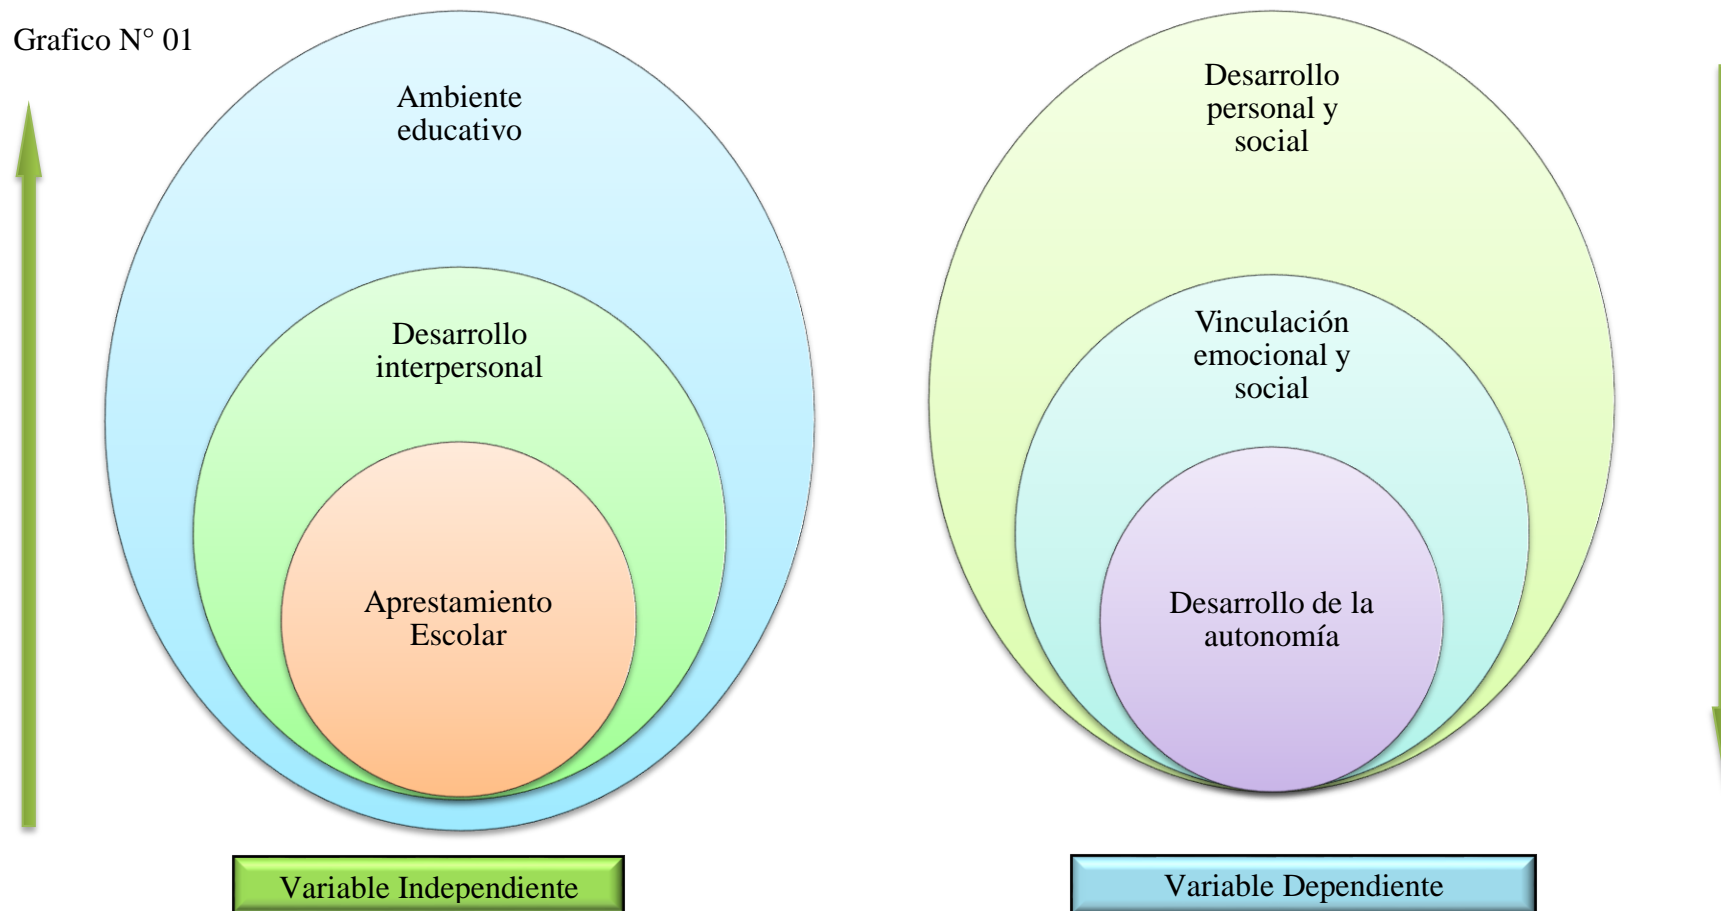 Grafico N° 01
Ambiente
educativo
Desarrollo
interpersonal
Aprestamiento
Escolar
Variable Independiente
Desarrollo
personal y
social
Vinculación
emocional y
social
Desarrollo de la
autonomía
Variable Dependiente